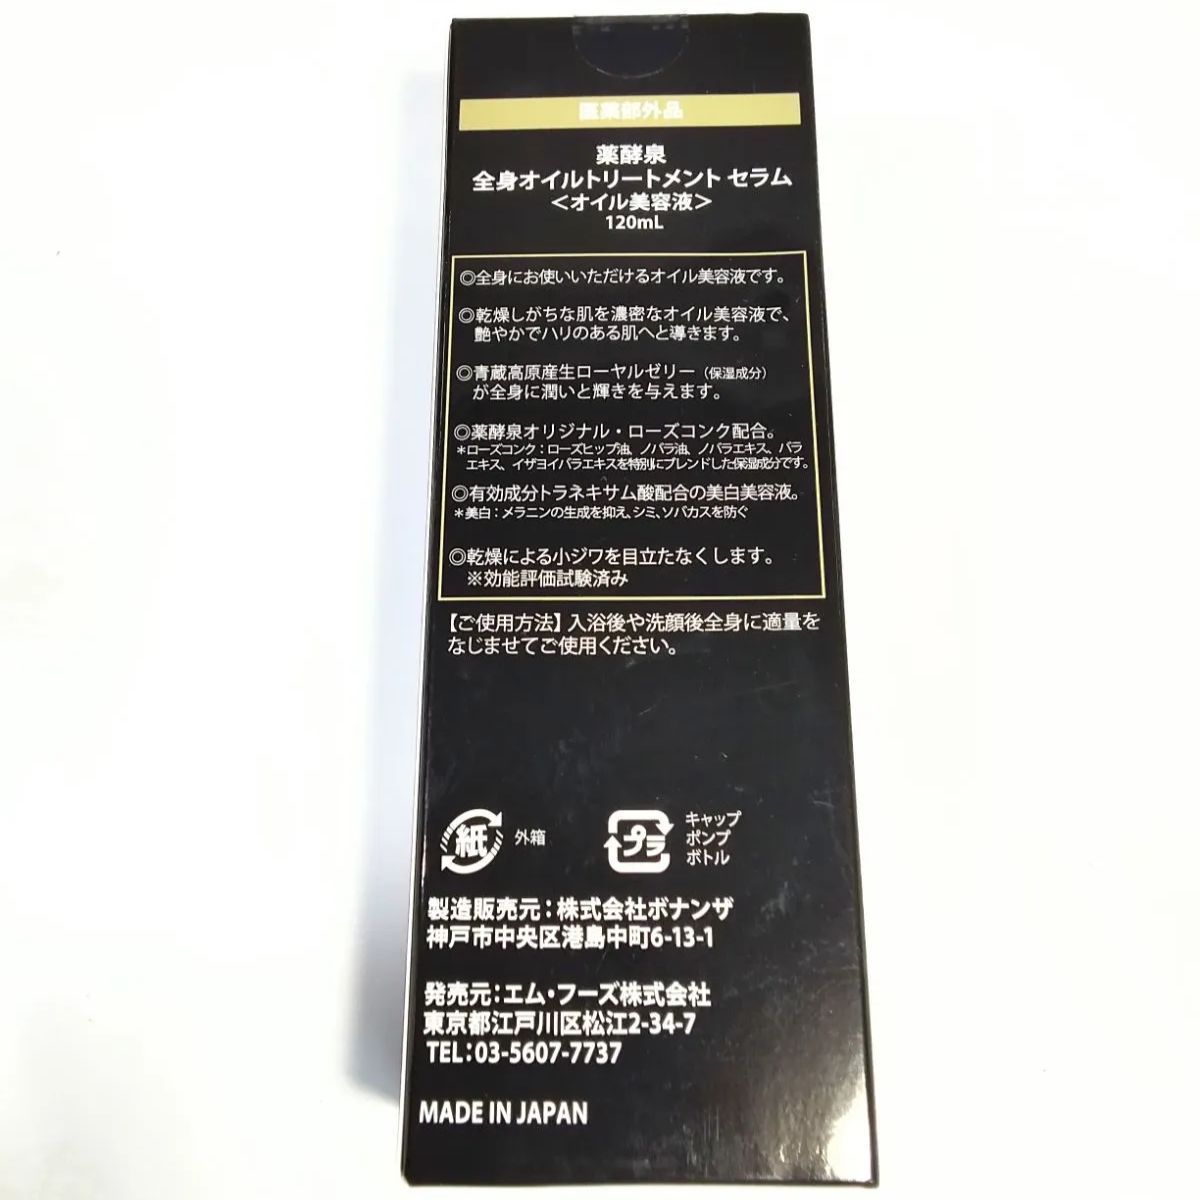 医薬部外品
薬酵泉
全身オイルトリートメント セラム
＜オイル美容液＞
120mL
◎全身にお使いいただけるオイル美容液です。
◎乾燥しがちな肌を濃密なオイル美容液で、
艶やかでハリのある肌へと導きます。
◎青蔵高原産生ローヤルゼリー（保湿成分）
が全身に潤いと輝きを与えます。
◎薬酵泉オリジナル・ローズコンク配合。
＊ローズコンク：ローズヒップ油、ノバラ油、ノバラエキス、バラ
エキス、イザヨイバラエキスを特別にブレンドした保湿成分です。
◎有効成分トラネキサム酸配合の美白美容液。
＊美白：メラニンの生成を抑え、シミ、ソバカスを防ぐ
◎乾燥による小ジワを目立たなくします。
※効能評価試験済み
【ご使用方法】入浴後や洗顔後全身に適量を
なじませてご使用ください。
紙 外箱
プラ キャップ
ポンプ
ボトル
製造販売元：株式会社ボナンザ
神戸市中央区港島中町6-13-1
発売元：エム・フーズ株式会社
東京都江戸川区松江2-34-7
TEL：03-5607-7737
MADE IN JAPAN